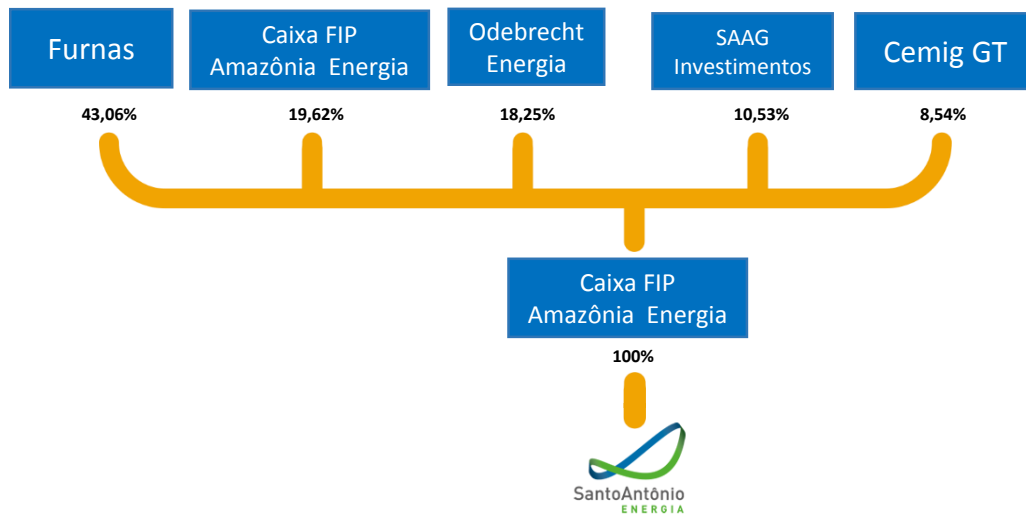 Furnas
Caixa FIP
Amazônia Energia
Odebrecht
Energia
SAAG
Investimentos
Cemig GT
43,06%
19,62%
18,25%
10,53%
8,54%
Caixa FIP
Amazônia Energia
100%
SantoAntônio
ENERGIA